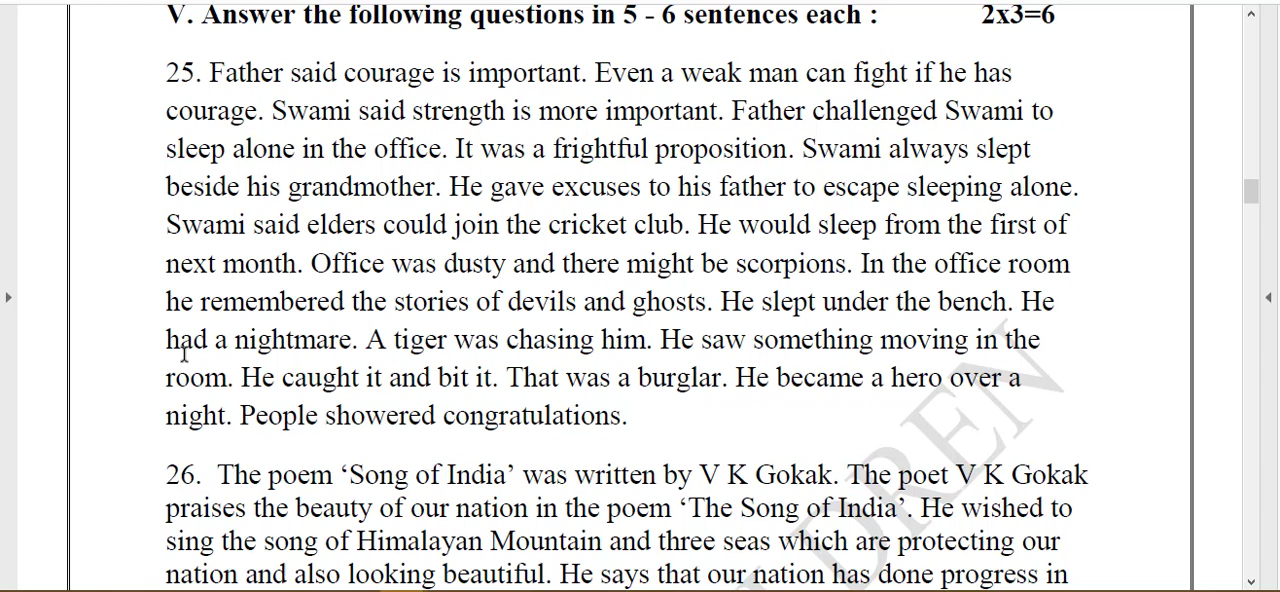 V. Answer the following questions in 5 - 6 sentences each : 2x3=6
25. Father said courage is important. Even a weak man can fight if he has
courage. Swami said strength is more important. Father challenged Swami to
sleep alone in the office. It was a frightful proposition. Swami always slept
beside his grandmother. He gave excuses to his father to escape sleeping alone.
Swami said elders could join the cricket club. He would sleep from the first of
next month. Office was dusty and there might be scorpions. In the office room
he remembered the stories of devils and ghosts. He slept under the bench. He
had a nightmare. A tiger was chasing him. He saw something moving in the
room. He caught it and bit it. That was a burglar. He became a hero over a
night. People showered congratulations.
26. The poem ‘Song of India’ was written by V K Gokak. The poet V K Gokak
praises the beauty of our nation in the poem ‘The Song of India’. He wished to
sing the song of Himalayan Mountain and three seas which are protecting our
nation and also looking beautiful. He says that our nation has done progress in